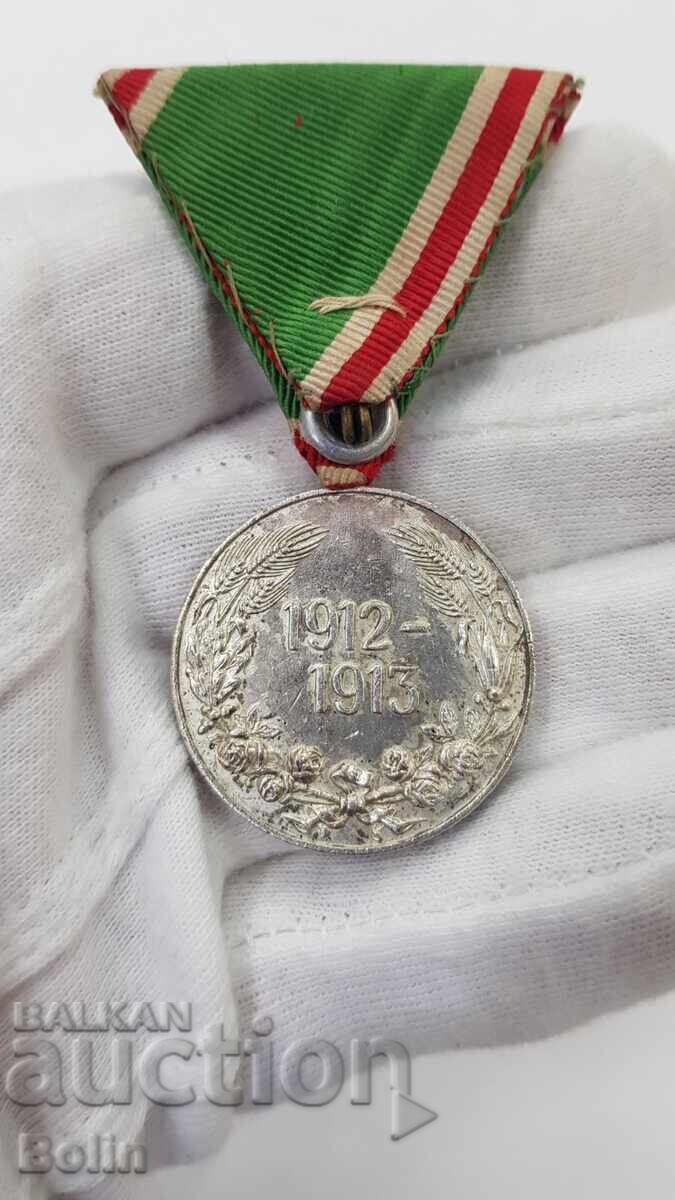 1912-
1913
BALKAN
auction
Bolin